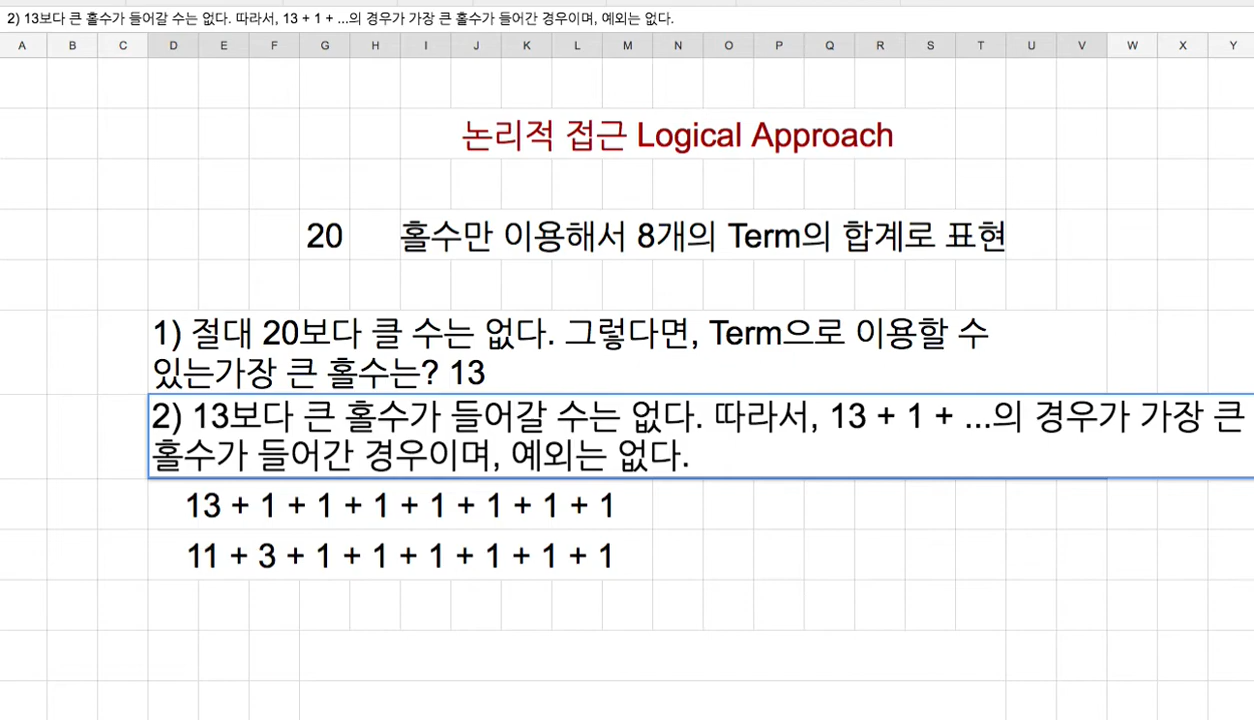 2) 13보다 큰 홀수가 들어갈 수는 없다. 따라서, 13 + 1 + ...의 경우가 가장 큰 홀수가 들어간 경우이며, 예외는 없다.
A B C D E F G H I J K L M N O P Q R S T U V W X Y
논리적 접근 Logical Approach
20 홀수만 이용해서 8개의 Term의 합계로 표현
1) 절대 20보다 클 수는 없다. 그렇다면, Term으로 이용할 수
있는가장 큰 홀수는? 13
2) 13보다 큰 홀수가 들어갈 수는 없다. 따라서, 13 + 1 + ...의 경우가 가장 큰
홀수가 들어간 경우이며, 예외는 없다.
13 + 1 + 1 + 1 + 1 + 1 + 1 + 1
11 + 3 + 1 + 1 + 1 + 1 + 1 + 1